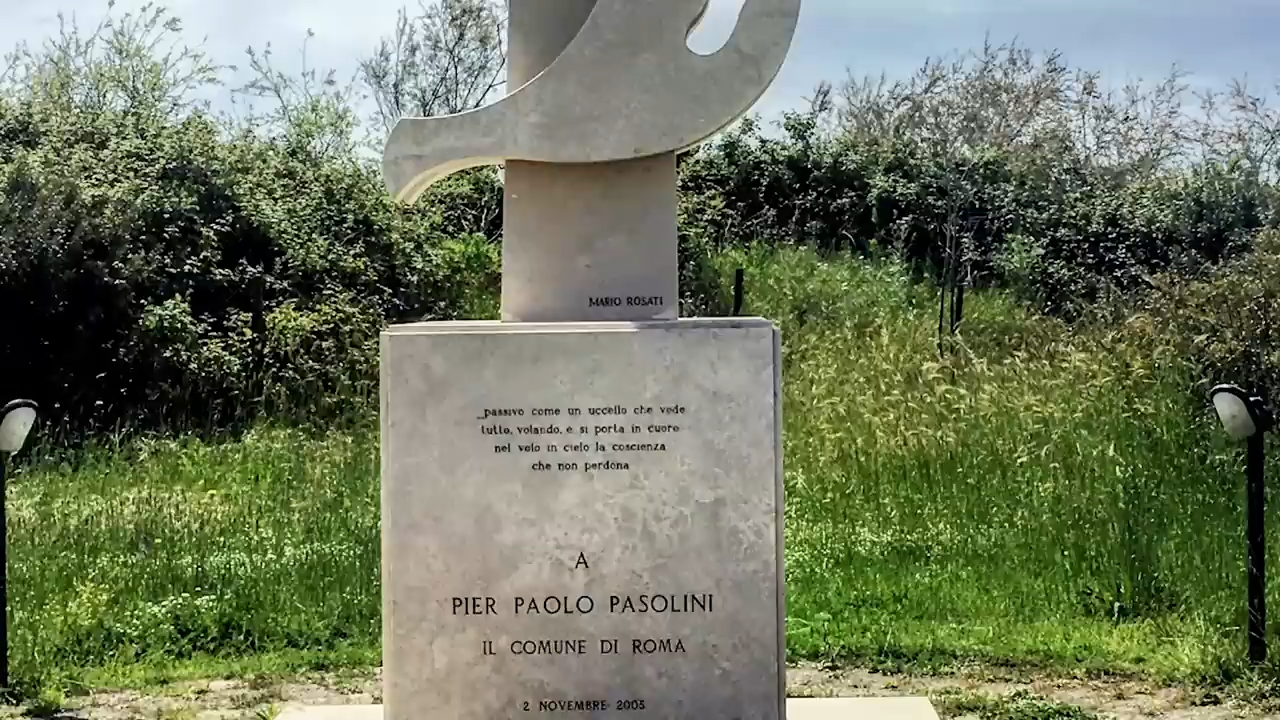 MARIO ROSATI
_passivo come un uccello che vede
tutto, volando, e si porta in cuore
nel volo in cielo la coscienza
che non perdona
A
PIER PAOLO PASOLINI
IL COMUNE DI ROMA
2 NOVEMBRE 2005